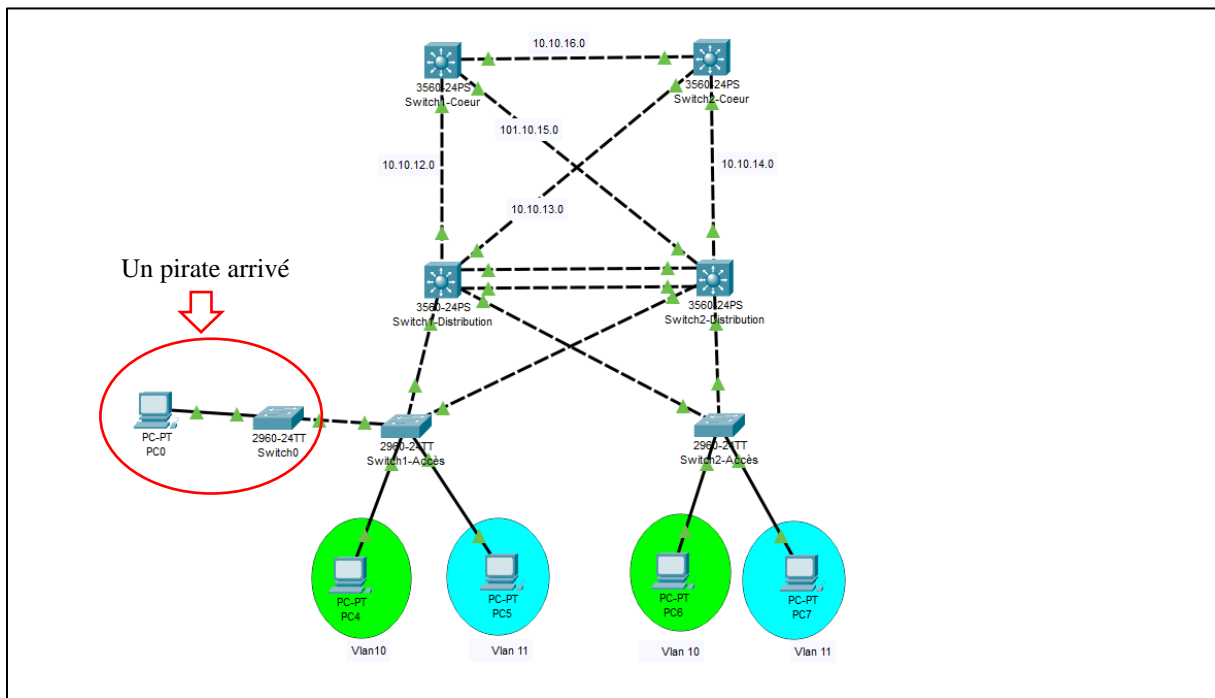 10.10.16.0
3560-24PS
Switch1-Coeur
3560-24PS
Switch2-Coeur
101.10.15.0
10.10.12.0
10.10.14.0
10.10.13.0
Un pirate arrivé
3560-24PS
Switch1-Distribution
3560-24PS
Switch2-Distribution
PC-PT
PC0
2960-24TT
Switch0
2960-24TT
Switch1-Accès
2960-24TT
Switch2-Accès
PC-PT
PC4
PC-PT
PC5
PC-PT
PC6
PC-PT
PC7
Vlan10
Vlan 11
Vlan 10
Vlan 11